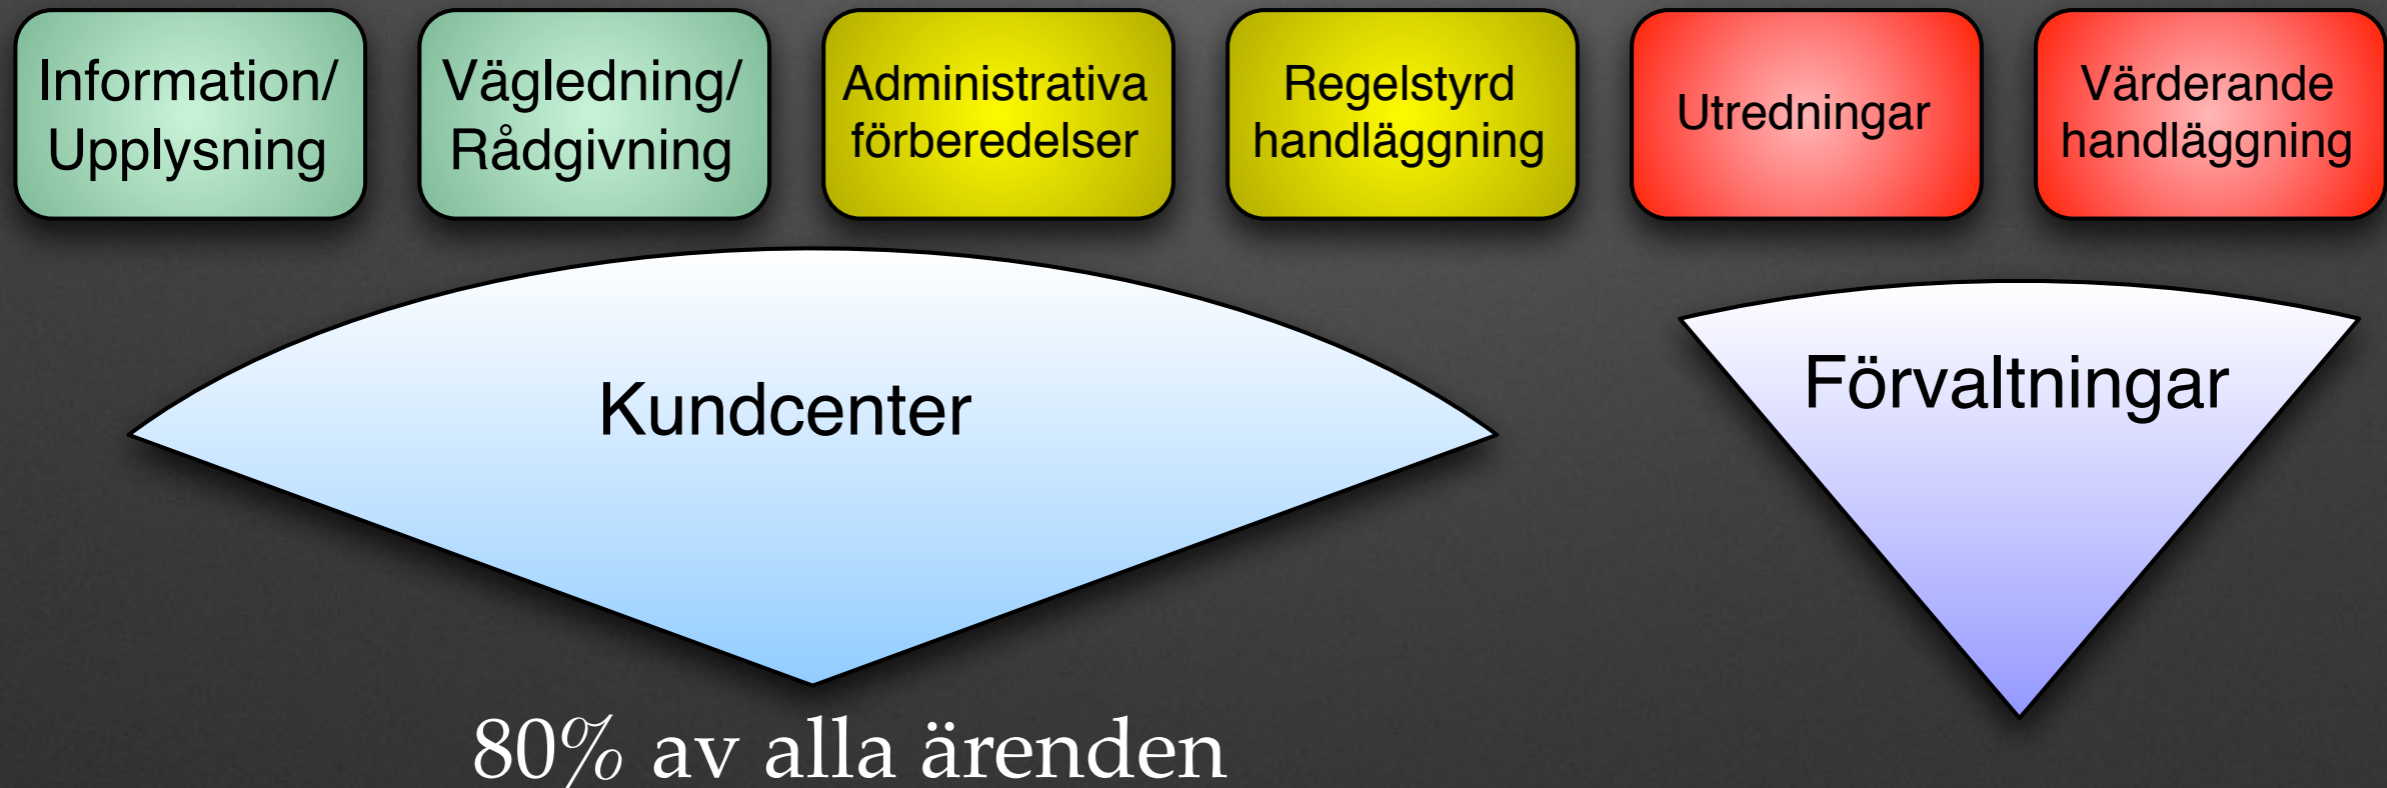 Information/
Upplysning
Vägledning/
Rådgivning
Administrativa
förberedelser
Regelstyrd
handläggning
Utredningar
Värderande
handläggning
Kundcenter
Förvaltningar
80% av alla ärenden